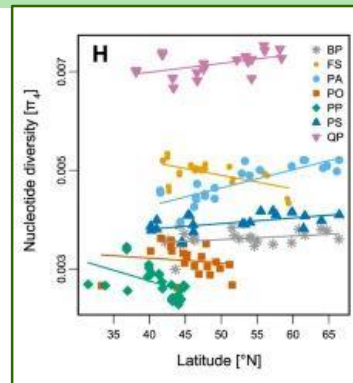 H
BP
FS
PA
PO
PP
PS
QP
Nucleotide diversity [π₄]
0.007
0.005
0.003
35 40 45 50 55 60 65
Latitude [°N]